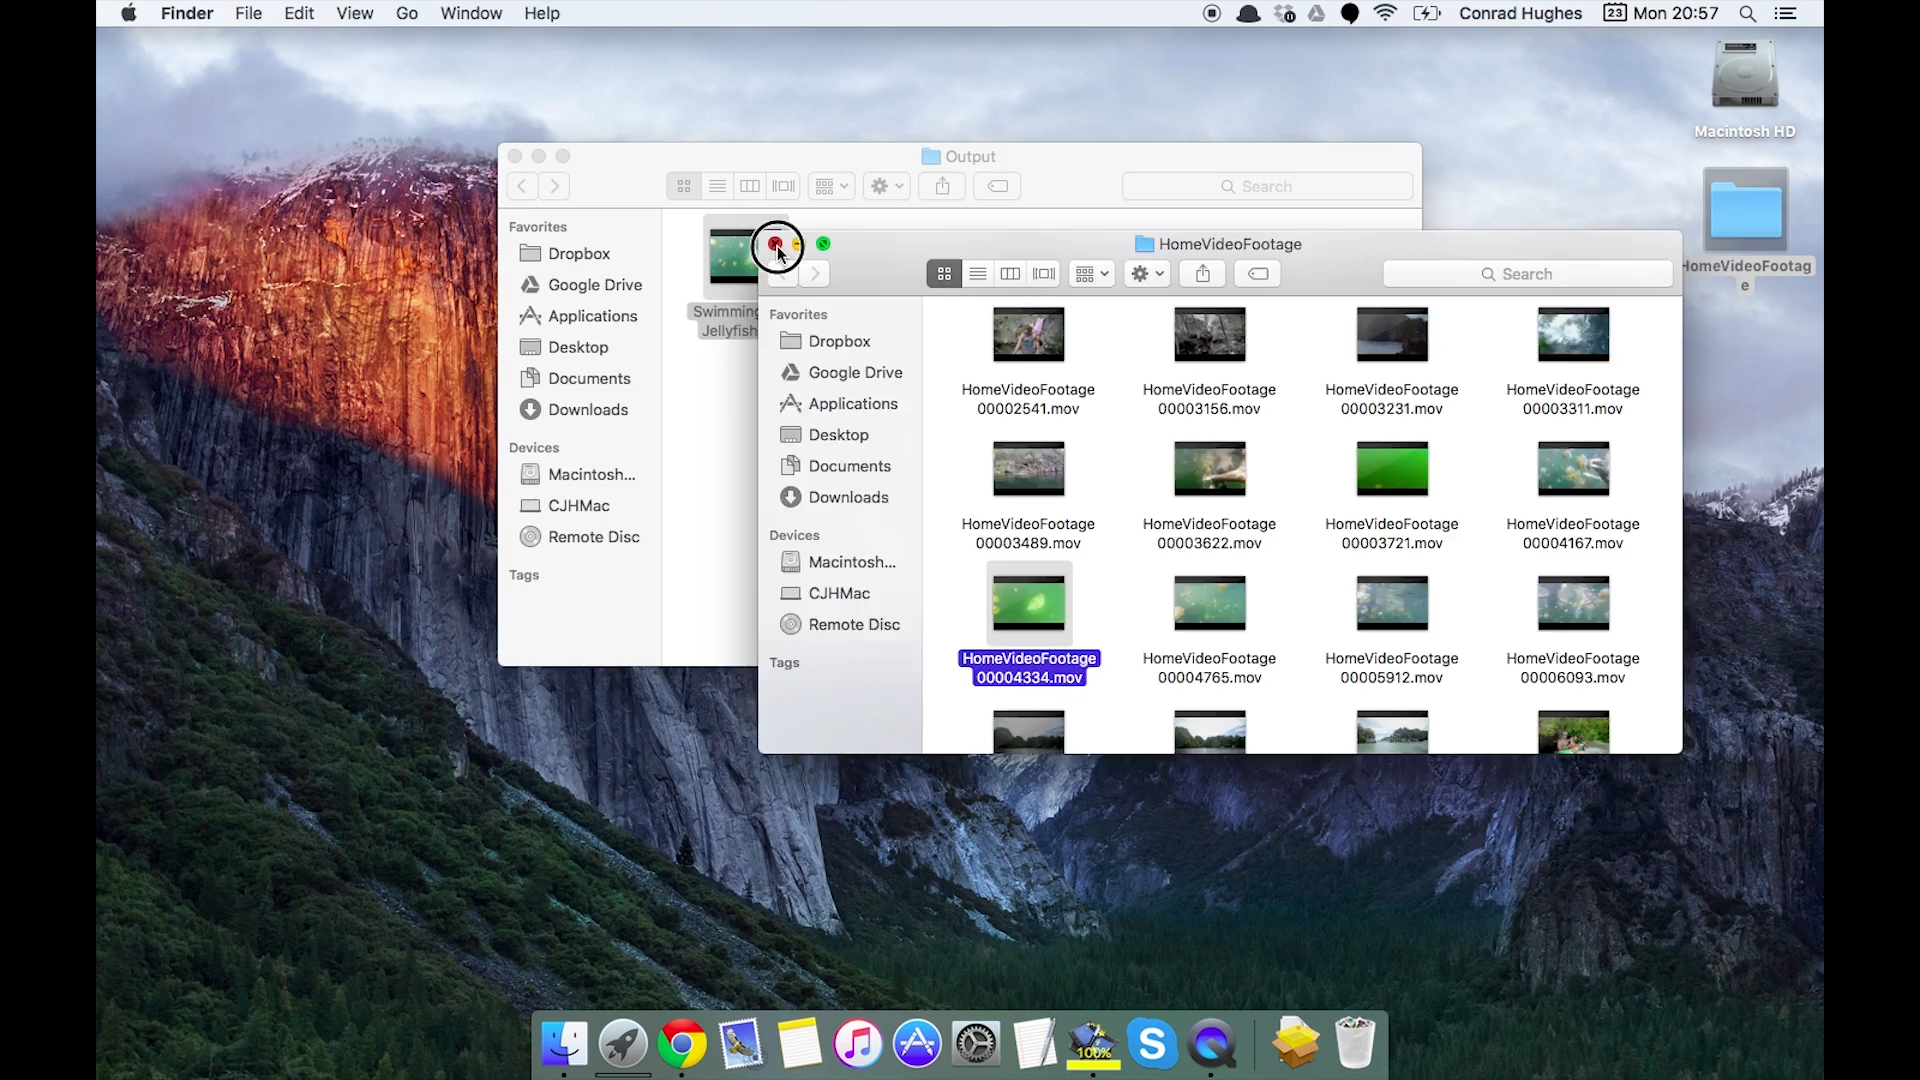 Finder File Edit View Go Window Help
23 Conrad Hughes Mon 20:57
Macintosh HD
HomeVideoFootag
e
Output
Search
Favorites
Dropbox
Google Drive
Applications
Desktop
Documents
Downloads
Devices
Macintosh...
CJHMac
Remote Disc
Tags
Swimming
Jellyfish
HomeVideoFootage
Search
Favorites
Dropbox
Google Drive
Applications
Desktop
Documents
Downloads
Devices
Macintosh...
CJHMac
Remote Disc
Tags
HomeVideoFootage
00002541.mov
HomeVideoFootage
00003156.mov
HomeVideoFootage
00003231.mov
HomeVideoFootage
00003311.mov
HomeVideoFootage
00003489.mov
HomeVideoFootage
00003622.mov
HomeVideoFootage
00003721.mov
HomeVideoFootage
00004167.mov
HomeVideoFootage
00004334.mov
HomeVideoFootage
00004765.mov
HomeVideoFootage
00005912.mov
HomeVideoFootage
00006093.mov
100%